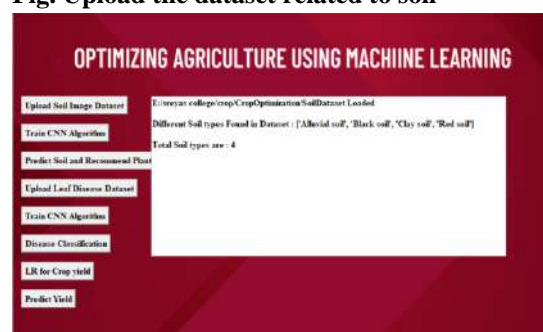 Fig. Upload the dataset related to soil
OPTIMIZING AGRICULTURE USING MACHIINE LEARNING
Upload Soil Image Dataset
E:/sreyas college/crop/CropOptimization/SoilDataset Loaded
Different Soil types Found in Dataset : ['Alluvial soil', 'Black soil', 'Clay soil', 'Red soil']
Train CNN Algorithm
Total Soil types are : 4
Predict Soil and Recommend Plant
Upload Leaf Disease Dataset
Train CNN Algorithm
Disease Classification
LR for Crop yield
Predict Yield